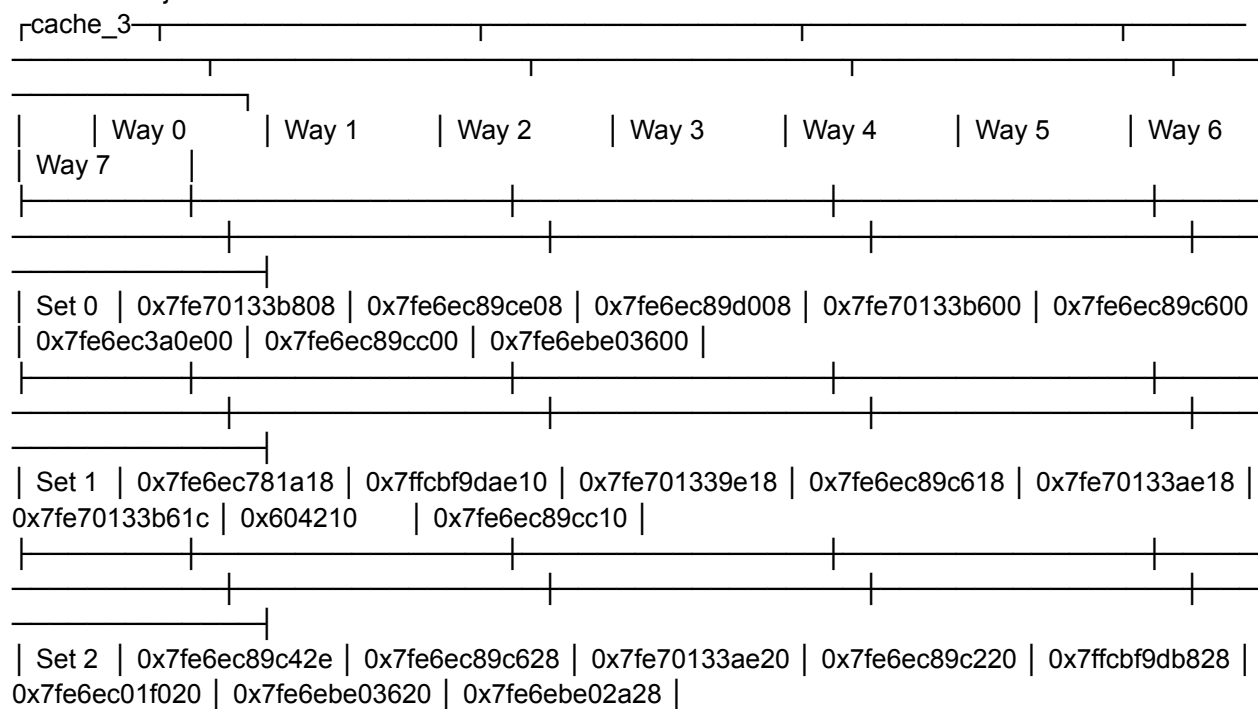 ┌cache_3─┬────────────────┬────────────────┬────────────────┬──────
──────────┬────────────────┬────────────────┬────────────────┬────
────────────┐
│ │ Way 0 │ Way 1 │ Way 2 │ Way 3 │ Way 4 │ Way 5 │ Way 6
│ Way 7 │
├────────┼────────────────┼────────────────┼────────────────┼─────
───────────┼────────────────┼────────────────┼────────────────┼───
─────────────┤
│ Set 0 │ 0x7fe70133b808 │ 0x7fe6ec89ce08 │ 0x7fe6ec89d008 │ 0x7fe70133b600 │ 0x7fe6ec89c600
│ 0x7fe6ec3a0e00 │ 0x7fe6ec89cc00 │ 0x7fe6ebe03600 │
├────────┼────────────────┼────────────────┼────────────────┼─────
───────────┼────────────────┼────────────────┼────────────────┼───
─────────────┤
│ Set 1 │ 0x7fe6ec781a18 │ 0x7ffcbf9dae10 │ 0x7fe701339e18 │ 0x7fe6ec89c618 │ 0x7fe70133ae18 │
0x7fe70133b61c │ 0x604210 │ 0x7fe6ec89cc10 │
├────────┼────────────────┼────────────────┼────────────────┼─────
───────────┼────────────────┼────────────────┼────────────────┼───
─────────────┤
│ Set 2 │ 0x7fe6ec89c42e │ 0x7fe6ec89c628 │ 0x7fe70133ae20 │ 0x7fe6ec89c220 │ 0x7ffcbf9db828 │
0x7fe6ec01f020 │ 0x7fe6ebe03620 │ 0x7fe6ebe02a28 │